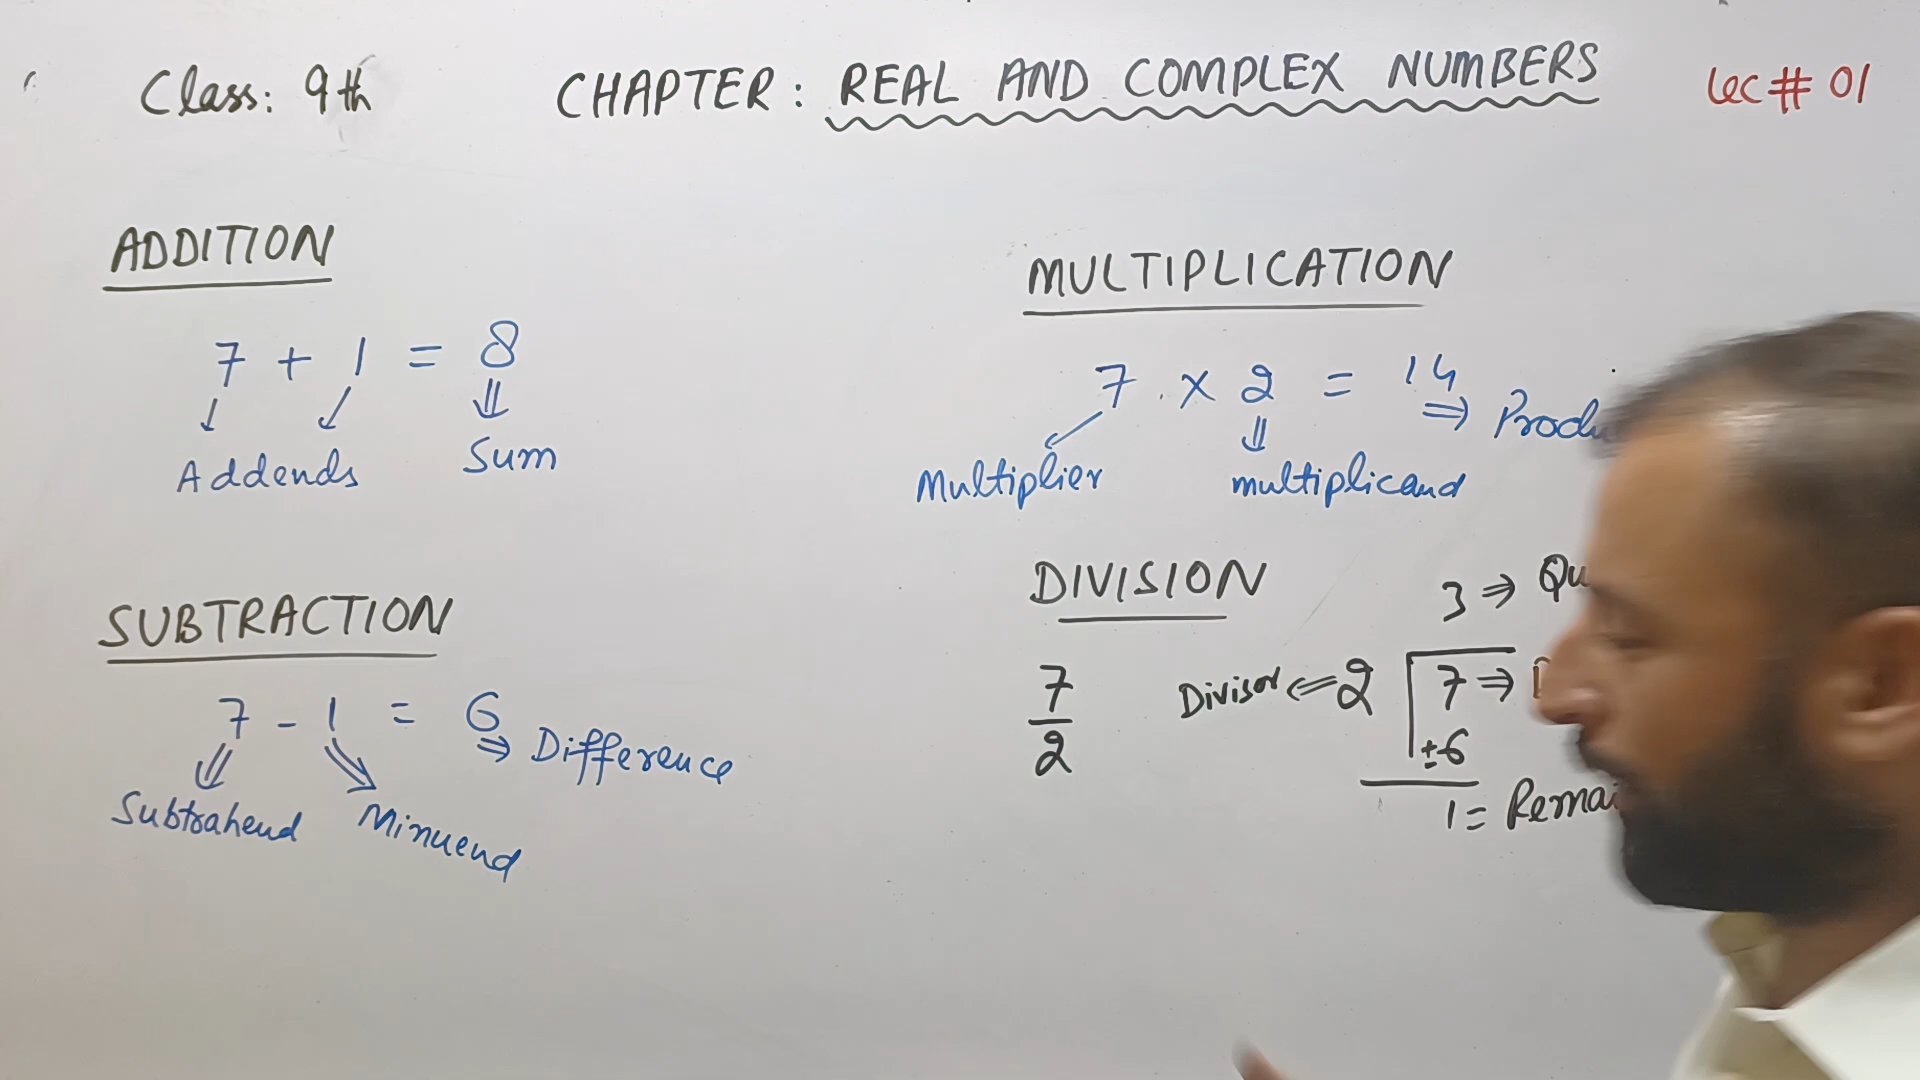 Class: 9th CHAPTER: REAL AND COMPLEX NUMBERS Lec # 01
ADDITION
7 + 1 = 8
Addends Sum
SUBTRACTION
7 - 1 = 6 ⇒ Difference
Subtrahend Minuend
MULTIPLICATION
7 × 2 = 14 ⇒
Multiplier multiplicand
DIVISION
3 ⇒
7/2 Divisor ⇐ 2 7 ⇒
±6
1 =